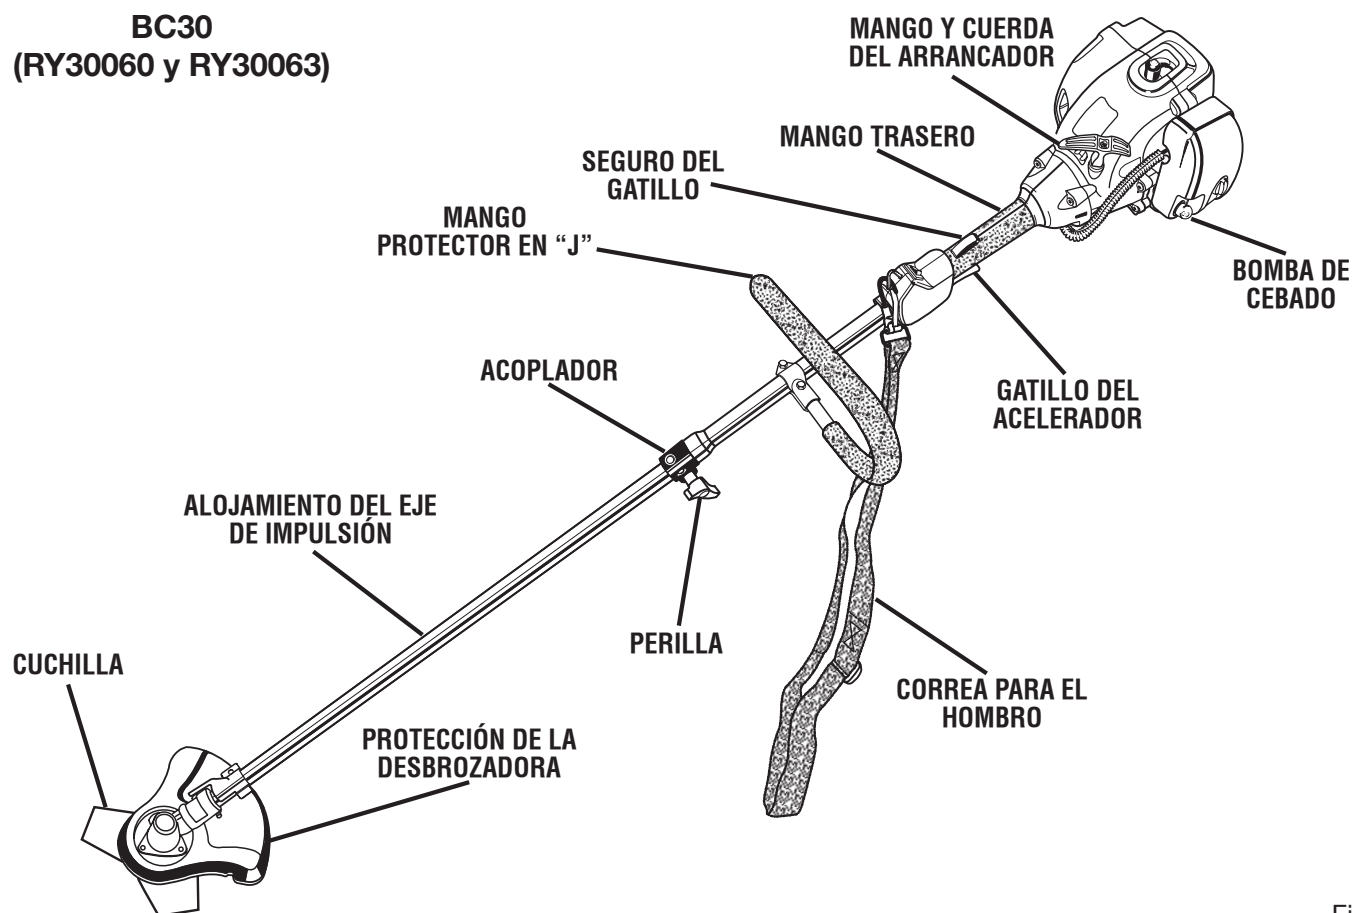 BC30
(RY30060 y RY30063)
MANGO Y CUERDA
DEL ARRANCADOR
MANGO TRASERO
SEGURO DEL
GATILLO
MANGO
PROTECTOR EN “J”
BOMBA DE
CEBADO
ACOPLADOR
GATILLO DEL
ACELERADOR
ALOJAMIENTO DEL EJE
DE IMPULSIÓN
PERILLA
CUCHILLA
CORREA PARA EL
HOMBRO
PROTECCIÓN DE LA
DESBROZADORA